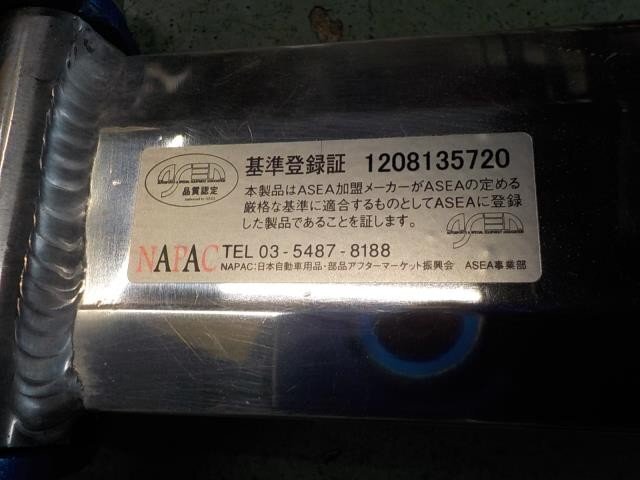 ASEA
品質認定
基準登録証 1208135720
本製品はASEA加盟メーカーがASEAの定める
厳格な基準に適合するものとしてASEAに登録
した製品であることを証します。
ASEA
NAPAC TEL 03-5487-8188
NAPAC:日本自動車用品・部品アフターマーケット振興会 ASEA事業部